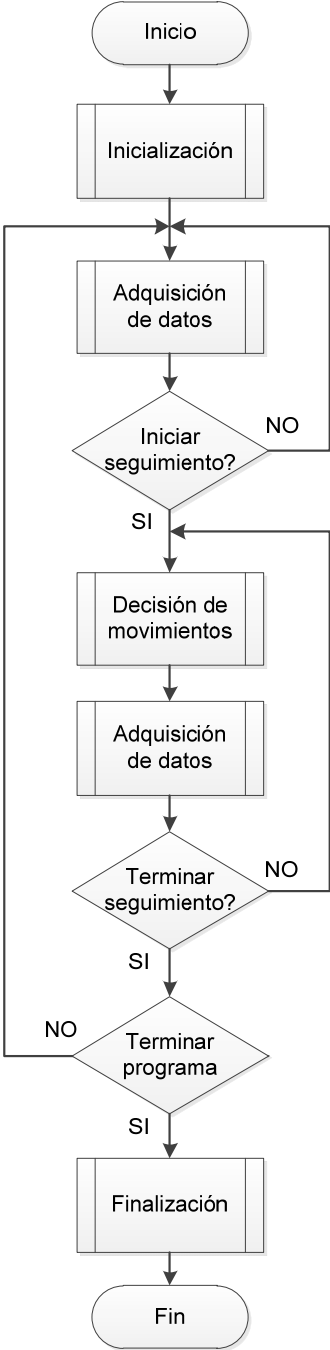 Inicio
Inicialización
Adquisición
de datos
Iniciar
seguimiento?
NO
SI
Decisión de
movimientos
Adquisición
de datos
Terminar
seguimiento?
NO
SI
Terminar
programa
NO
SI
Finalización
Fin